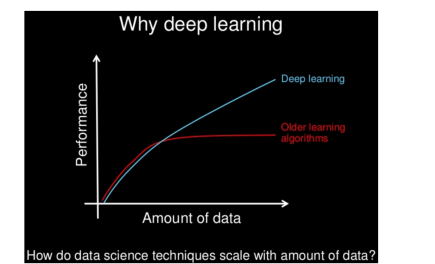 Why deep learning
Deep learning
Older learning
algorithms
Performance
Amount of data
How do data science techniques scale with amount of data?